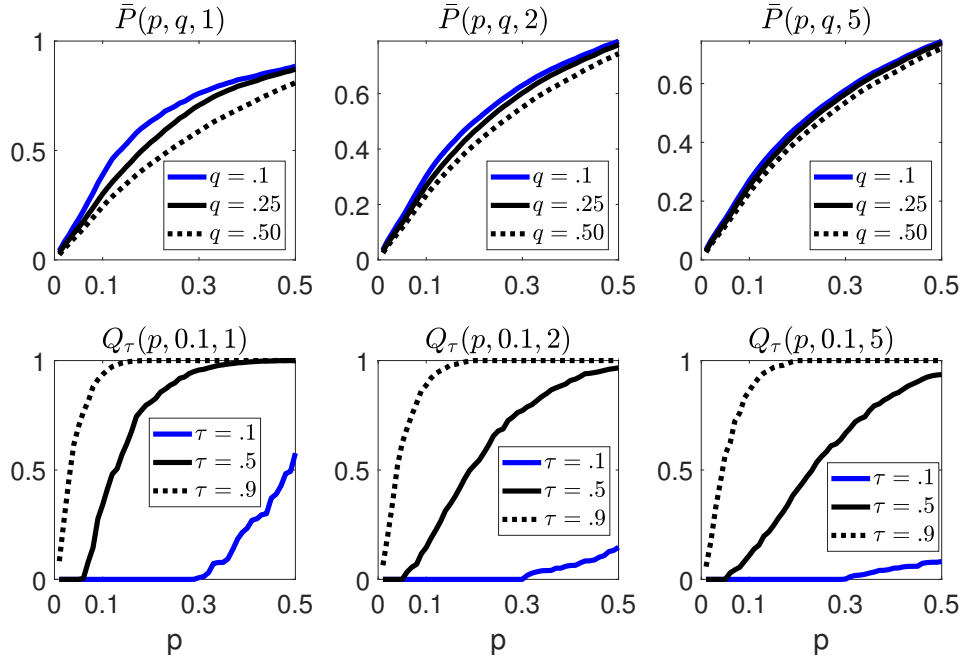 P̄(p, q, 1)
1
0.5
0
0 0.1 0.3 0.5
q = .1
q = .25
q = .50
P̄(p, q, 2)
0.6
0.4
0.2
0
0 0.1 0.3 0.5
q = .1
q = .25
q = .50
P̄(p, q, 5)
0.6
0.4
0.2
0
0 0.1 0.3 0.5
q = .1
q = .25
q = .50
Q_τ(p, 0.1, 1)
1
0.5
0
0 0.1 0.3 0.5
τ = .1
τ = .5
τ = .9
p
Q_τ(p, 0.1, 2)
1
0.5
0
0 0.1 0.3 0.5
τ = .1
τ = .5
τ = .9
p
Q_τ(p, 0.1, 5)
1
0.5
0
0 0.1 0.3 0.5
τ = .1
τ = .5
τ = .9
p